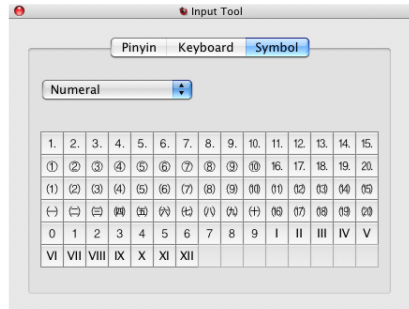 Input Tool
Pinyin Keyboard Symbol
Numeral
⒈ ⒉ ⒊ ⒋ ⒌ ⒍ ⒎ ⒏ ⒐ ⒑ ⒒ ⒓ ⒔ ⒕ ⒖
① ② ③ ④ ⑤ ⑥ ⑦ ⑧ ⑨ ⑩ ⒗ ⒘ ⒙ ⒚ ⒛
⑴ ⑵ ⑶ ⑷ ⑸ ⑹ ⑺ ⑻ ⑼ ⑽ ⑾ ⑿ ⒀ ⒁ ⒂
㈠ ㈡ ㈢ ㈣ ㈤ ㈥ ㈦ ㈧ ㈨ ㈩ ⒃ ⒄ ⒅ ⒆ ⒇
0 1 2 3 4 5 6 7 8 9 Ⅰ Ⅱ Ⅲ Ⅳ Ⅴ
Ⅵ Ⅶ Ⅷ Ⅸ Ⅹ Ⅺ Ⅻ